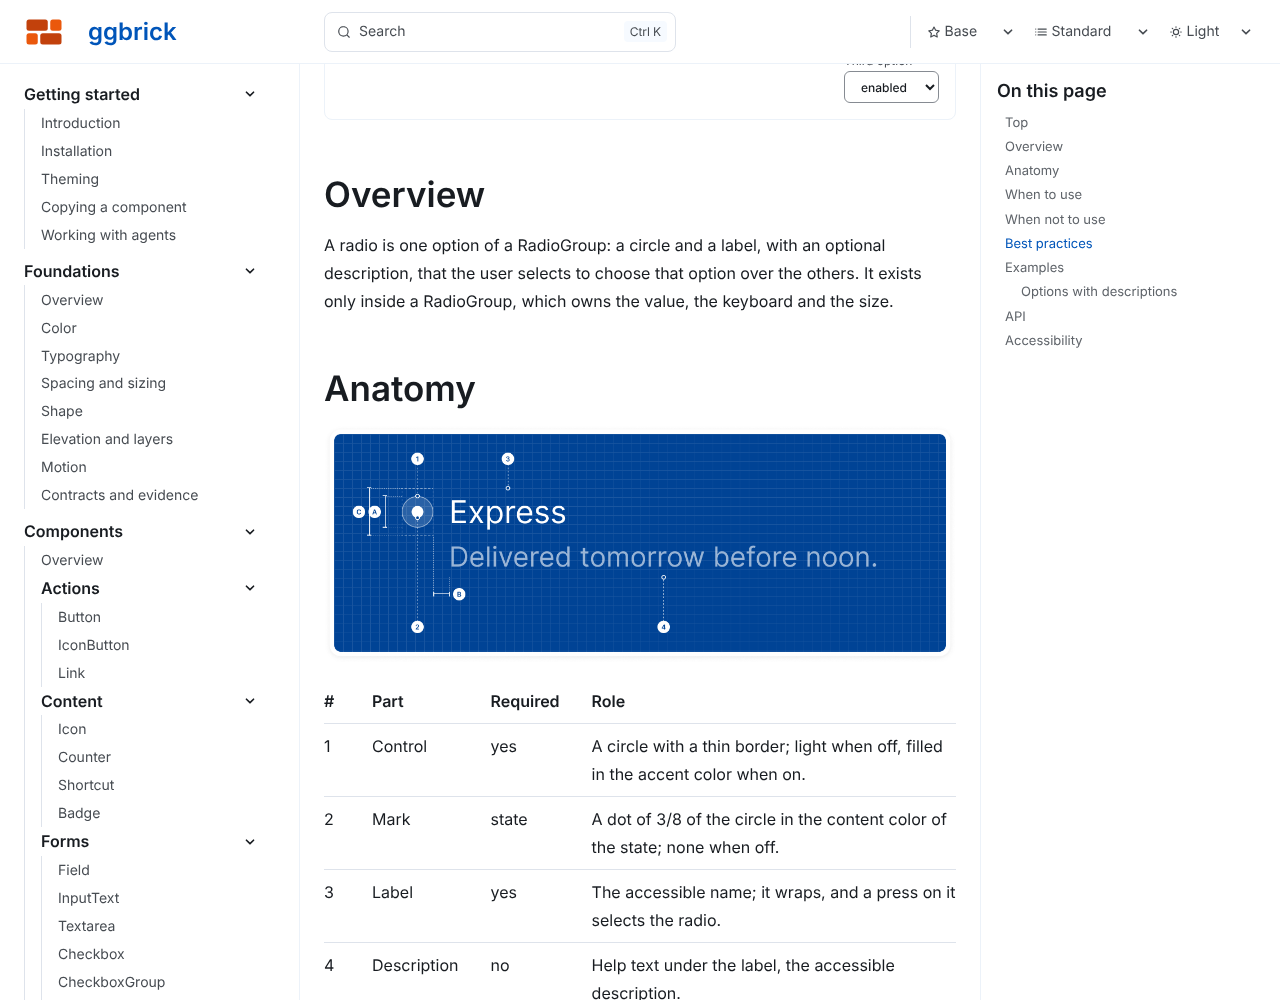 ggbrick
Search
Ctrl K
Base
Standard
Light
Getting started
Introduction
Installation
Theming
Copying a component
Working with agents
Foundations
Overview
Color
Typography
Spacing and sizing
Shape
Elevation and layers
Motion
Contracts and evidence
Components
Overview
Actions
Button
IconButton
Link
Content
Icon
Counter
Shortcut
Badge
Forms
Field
InputText
Textarea
Checkbox
CheckboxGroup
enabled
Overview
A radio is one option of a RadioGroup: a circle and a label, with an optional
description, that the user selects to choose that option over the others. It exists
only inside a RadioGroup, which owns the value, the keyboard and the size.
Anatomy
1
3
C A
Express
Delivered tomorrow before noon.
B
2
4
# Part Required Role
1 Control yes A circle with a thin border; light when off, filled
in the accent color when on.
2 Mark state A dot of 3/8 of the circle in the content color of
the state; none when off.
3 Label yes The accessible name; it wraps, and a press on it
selects the radio.
4 Description no Help text under the label, the accessible
description.
On this page
Top
Overview
Anatomy
When to use
When not to use
Best practices
Examples
Options with descriptions
API
Accessibility